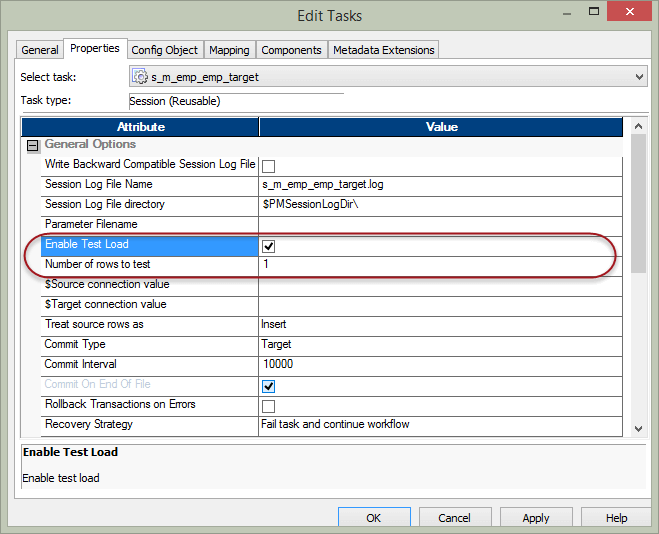 Edit Tasks
General Properties Config Object Mapping Components Metadata Extensions
Select task: s_m_emp_emp_target
Task type: Session (Reusable)
Attribute Value
General Options
Write Backward Compatible Session Log File
Session Log File Name s_m_emp_emp_target.log
Session Log File directory $PMSessionLogDir\
Parameter Filename
Enable Test Load
Number of rows to test 1
$Source connection value
$Target connection value
Treat source rows as Insert
Commit Type Target
Commit Interval 10000
Commit On End Of File
Rollback Transactions on Errors
Recovery Strategy Fail task and continue workflow
Enable Test Load
Enable test load
OK Cancel Apply Help